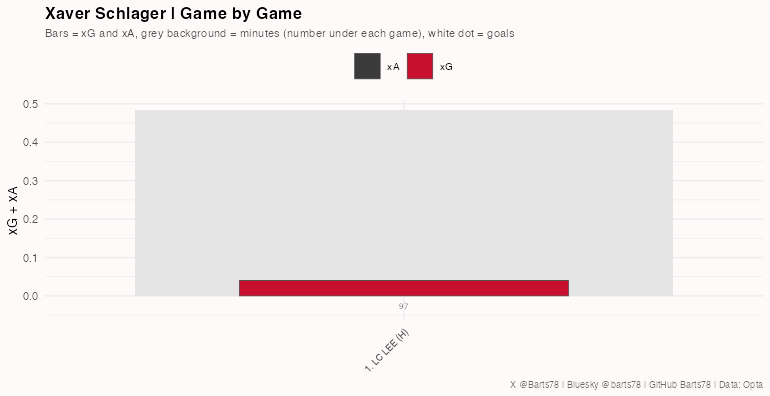 Xaver Schlager | Game by Game
Bars = xG and xA, grey background = minutes (number under each game), white dot = goals
xA xG
xG + xA
0.5
0.4
0.3
0.2
0.1
0.0
97
1. LC LEE (H)
X @Barts78 | Bluesky @barts78 | GitHub Barts78 | Data: Opta